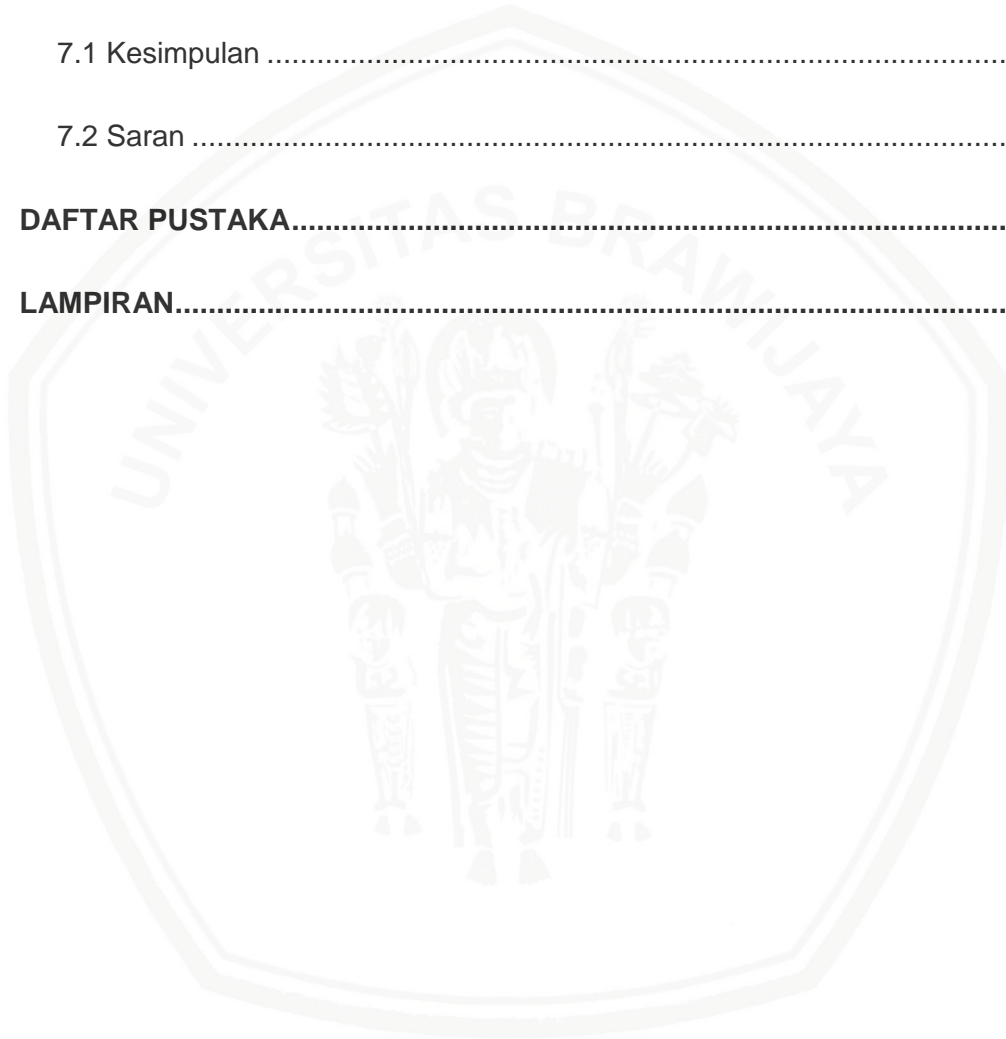 7.1 Kesimpulan ..........................................................................................
7.2 Saran ...................................................................................................
DAFTAR PUSTAKA.......................................................................................
LAMPIRAN.....................................................................................................
UNIVERSITAS BRAWIJAYA